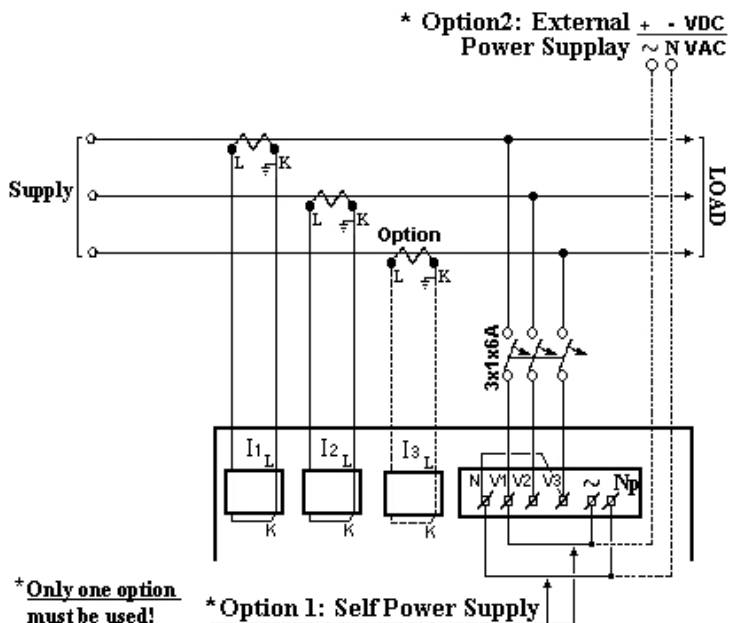 * Option2: External + - VDC
Power Supplay ~ N VAC
L K
Supply
L K
LOAD
Option
L K
3x1x6A
I1 L
I2 L
I3 L
N V1 V2 V3 ~ Np
K
K
K
*Only one option
must be used!
*Option 1: Self Power Supply